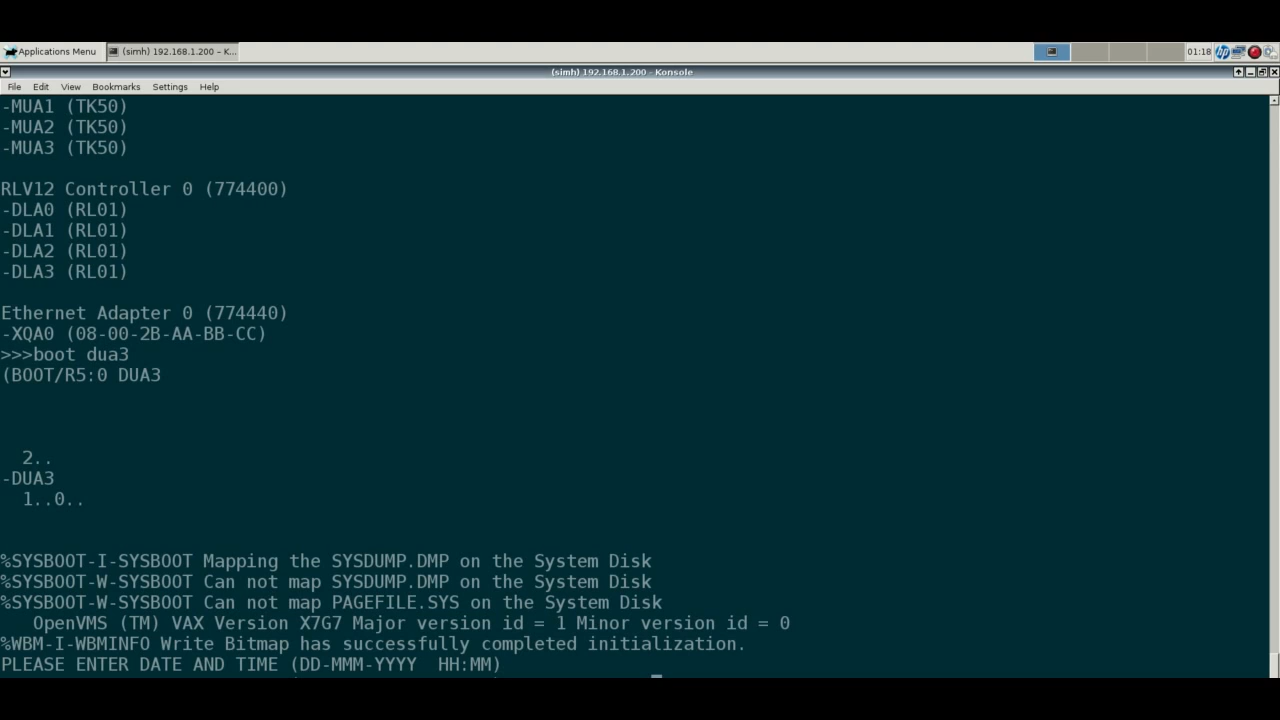 Applications Menu (simh) 192.168.1.200 – K... 01:18
(simh) 192.168.1.200 – Konsole
File Edit View Bookmarks Settings Help
-MUA1 (TK50)
-MUA2 (TK50)
-MUA3 (TK50)
RLV12 Controller 0 (774400)
-DLA0 (RL01)
-DLA1 (RL01)
-DLA2 (RL01)
-DLA3 (RL01)
Ethernet Adapter 0 (774440)
-XQA0 (08-00-2B-AA-BB-CC)
>>>boot dua3
(BOOT/R5:0 DUA3
2..
-DUA3
1..0..
%SYSBOOT-I-SYSBOOT Mapping the SYSDUMP.DMP on the System Disk
%SYSBOOT-W-SYSBOOT Can not map SYSDUMP.DMP on the System Disk
%SYSBOOT-W-SYSBOOT Can not map PAGEFILE.SYS on the System Disk
OpenVMS (TM) VAX Version X7G7 Major version id = 1 Minor version id = 0
%WBM-I-WBMINFO Write Bitmap has successfully completed initialization.
PLEASE ENTER DATE AND TIME (DD-MMM-YYYY  HH:MM)